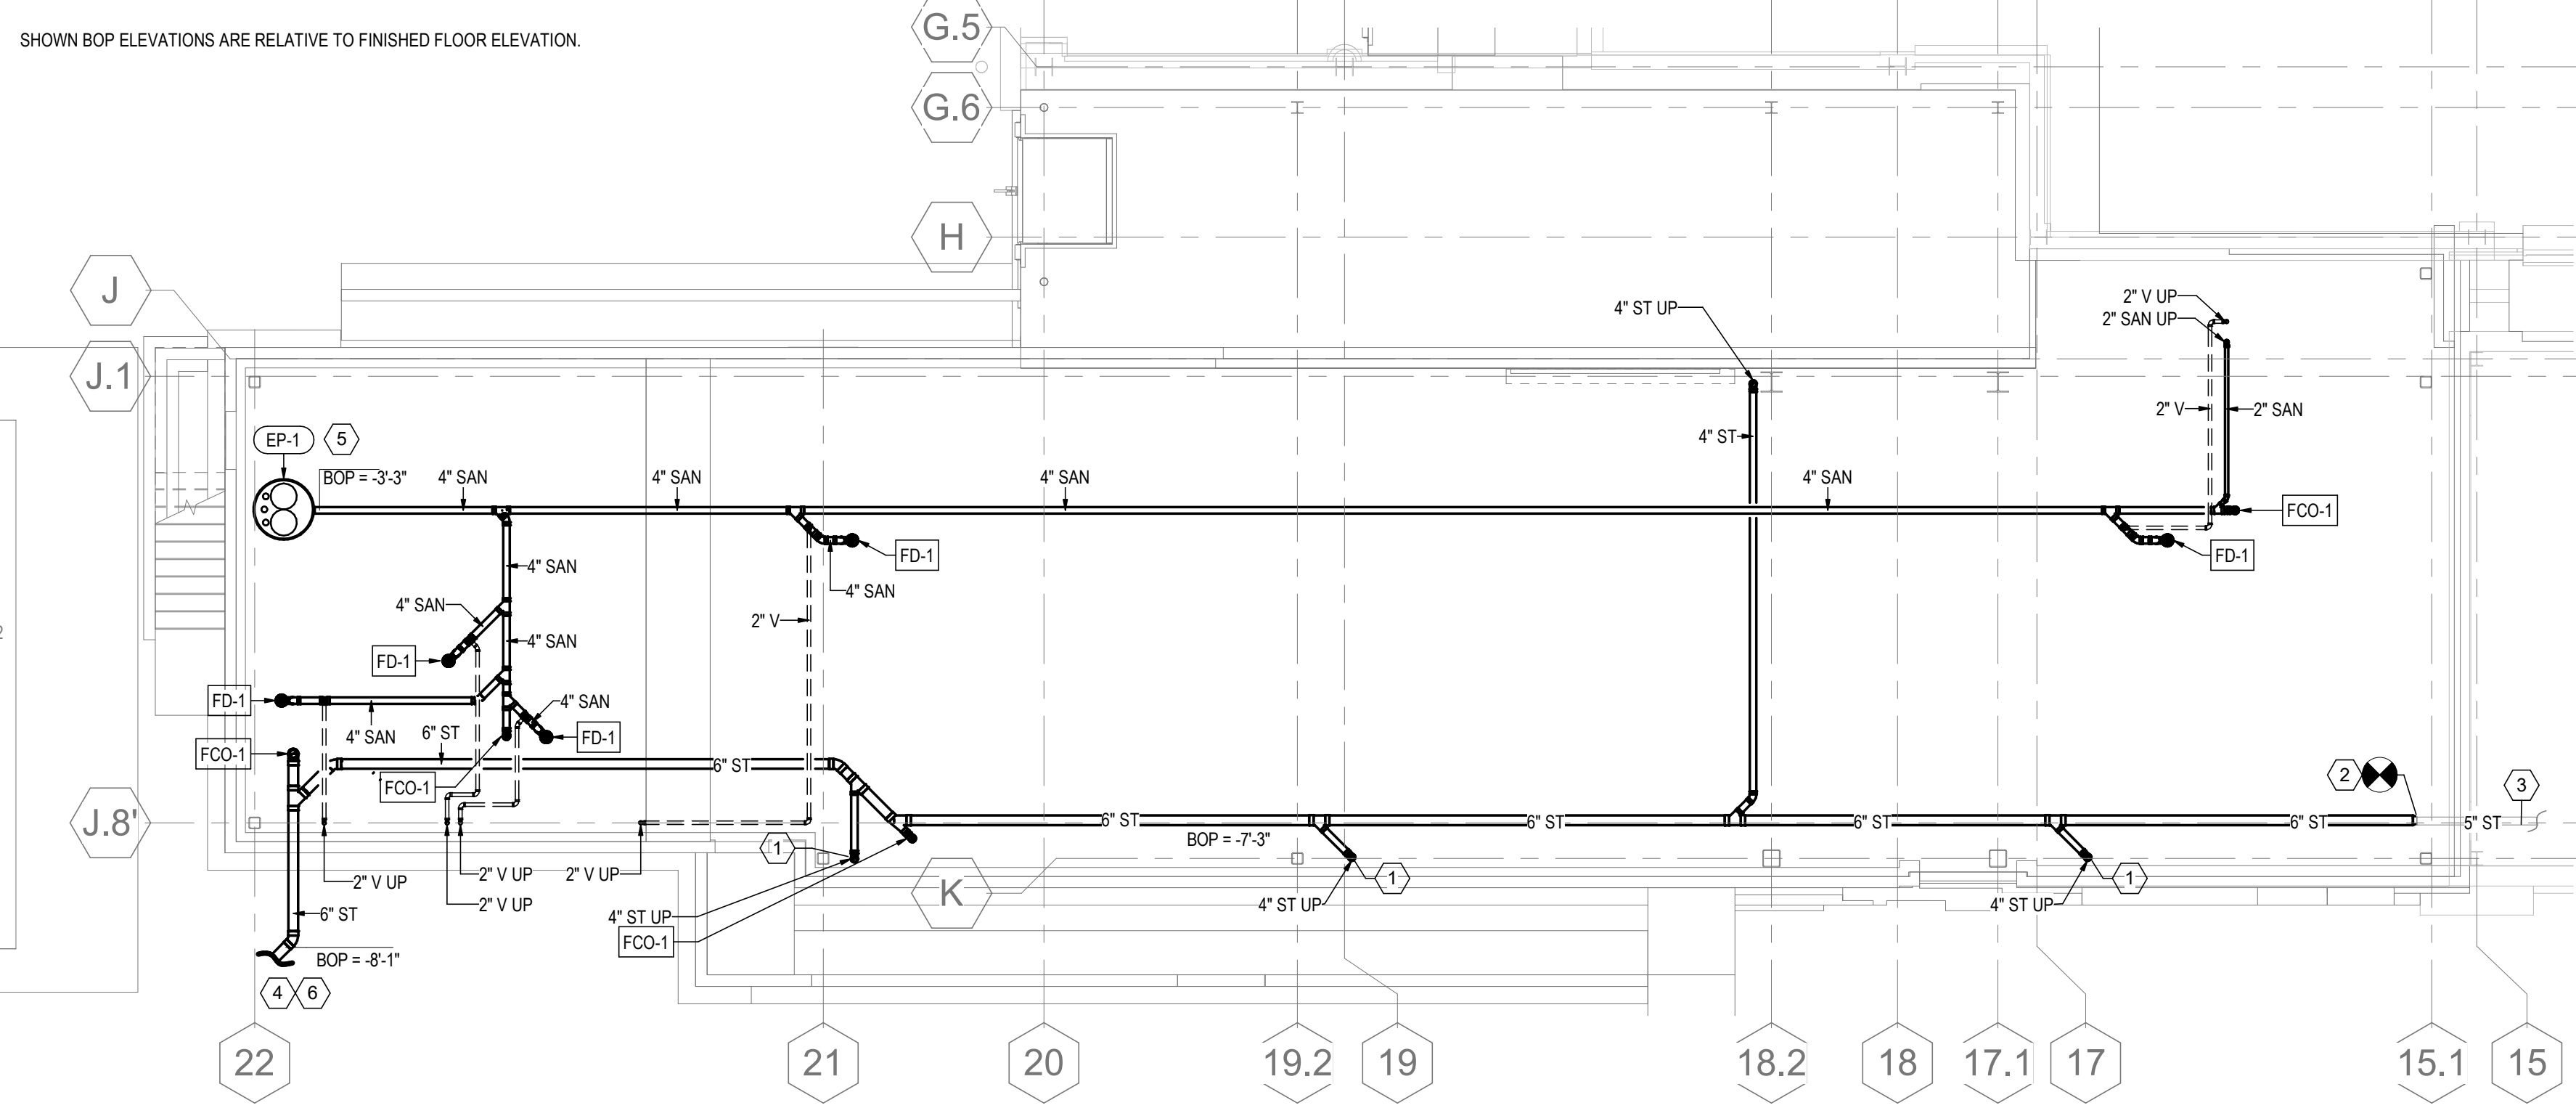 SHOWN BOP ELEVATIONS ARE RELATIVE TO FINISHED FLOOR ELEVATION.
G.5
G.6
H
J
J.1
2" V UP
2" SAN UP
4" ST UP
2" V
2" SAN
4" ST
EP-1
5
BOP = -3'-3"
4" SAN
4" SAN
4" SAN
4" SAN
FCO-1
FD-1
FD-1
4" SAN
4" SAN
4" SAN
2" V
4" SAN
FD-1
FD-1
4" SAN
4" SAN
6" ST
FD-1
FCO-1
6" ST
FCO-1
2
3
J.8'
6" ST
6" ST
6" ST
6" ST
5" ST
BOP = -7'-3"
1
1
1
2" V UP
2" V UP
2" V UP
2" V UP
K
4" ST UP
4" ST UP
4" ST UP
6" ST
FCO-1
BOP = -8'-1"
4
6
22
21
20
19.2
19
18.2
18
17.1
17
15.1
15